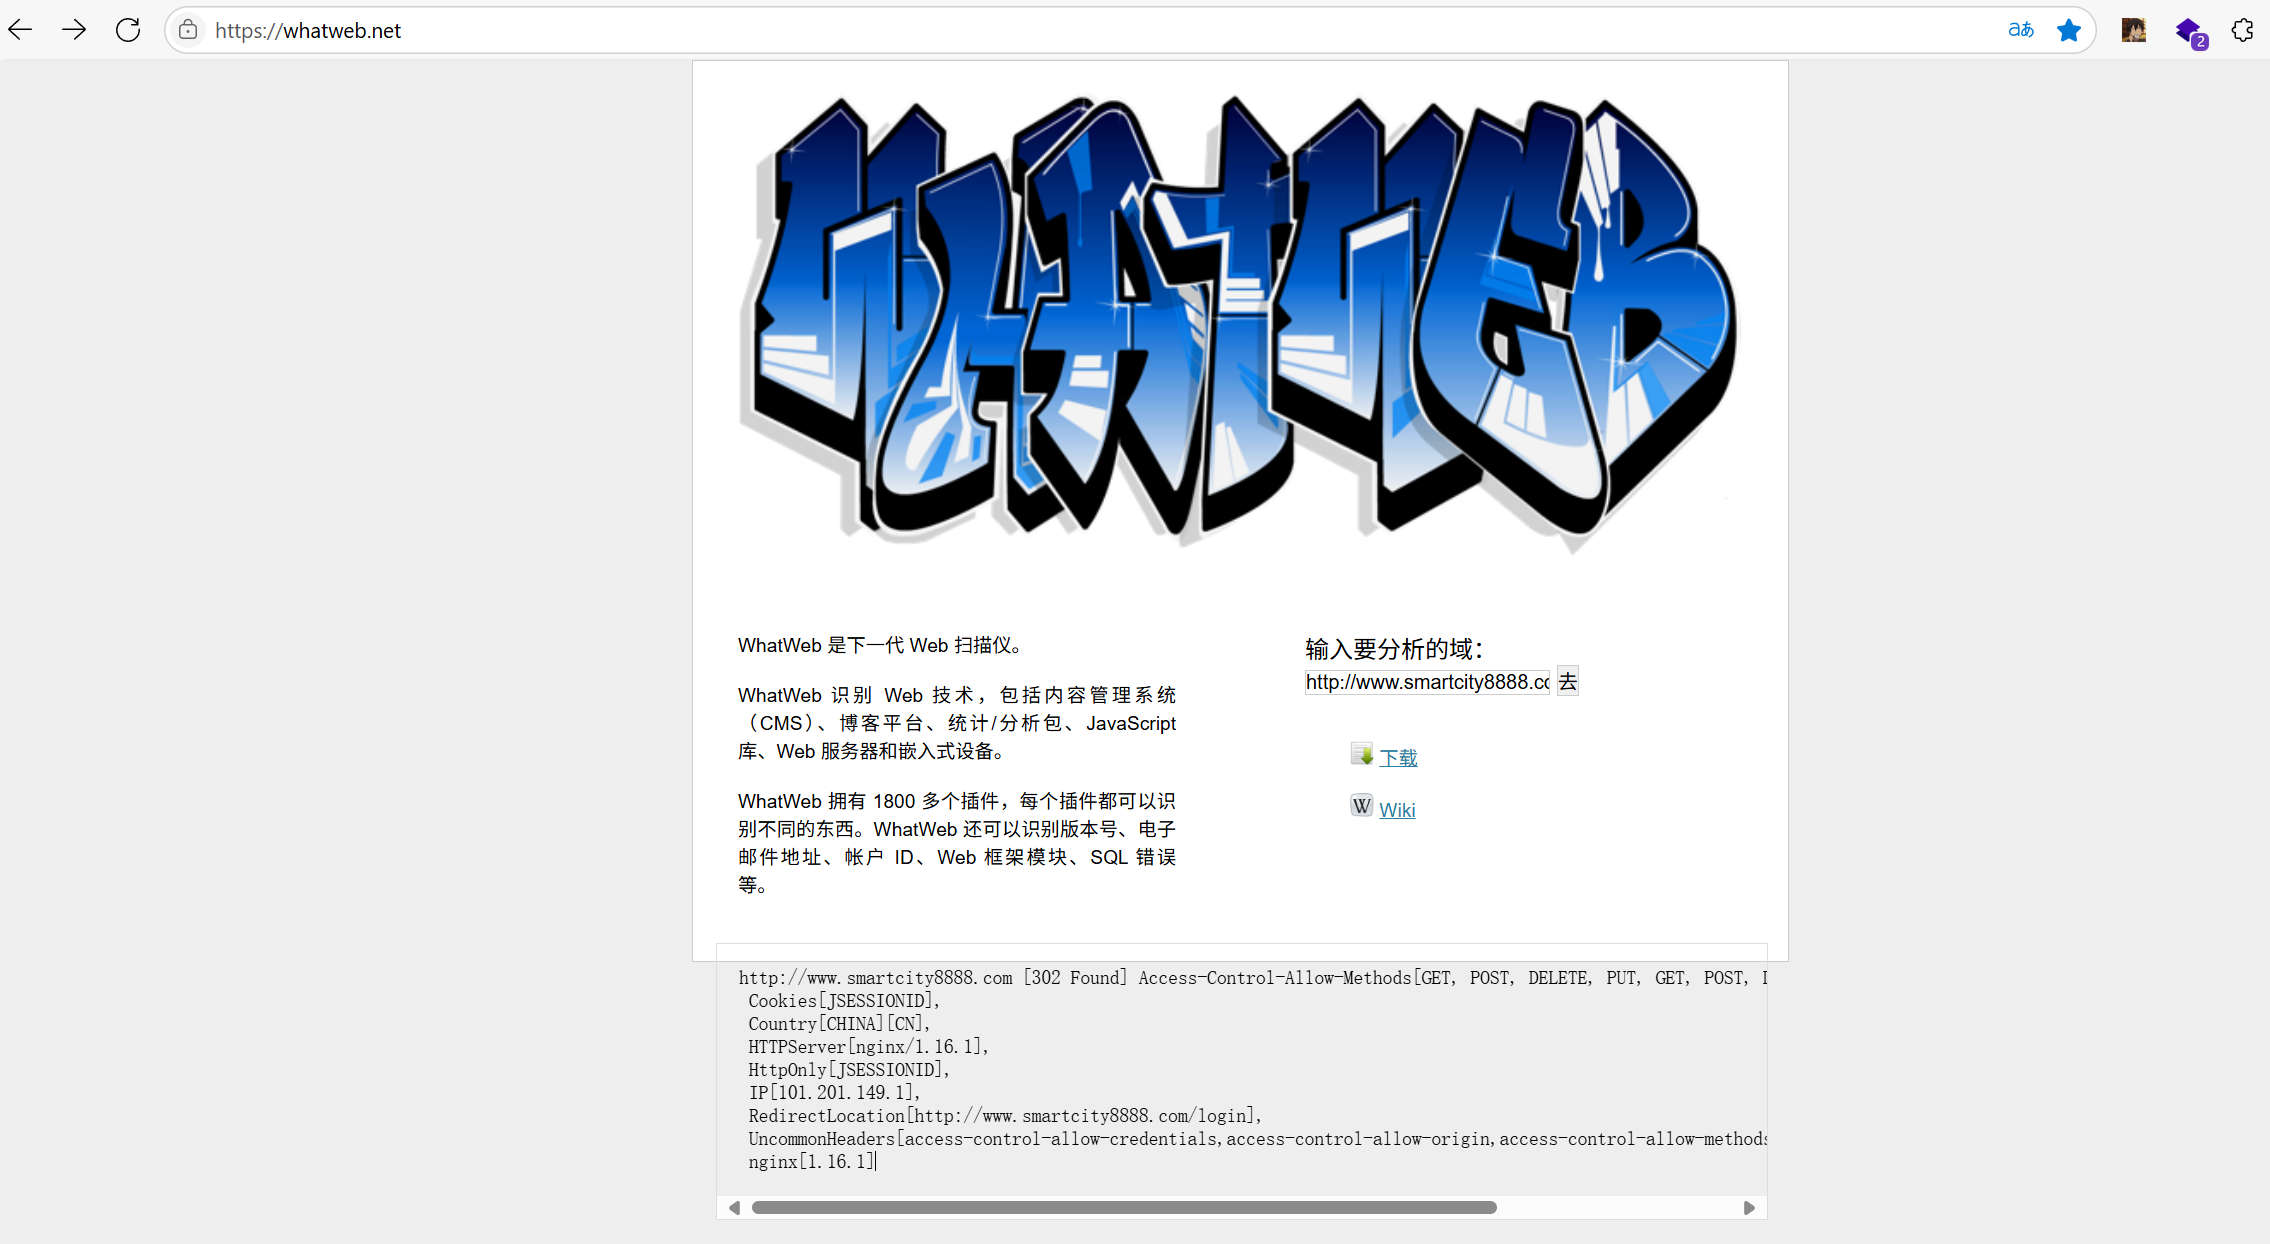 https://whatweb.net
aあ
2
WHATWEB
WhatWeb 是下一代 Web 扫描仪。
WhatWeb 识别 Web 技术，包括内容管理系统
（CMS）、博客平台、统计/分析包、JavaScript
库、Web 服务器和嵌入式设备。
WhatWeb 拥有 1800 多个插件，每个插件都可以识
别不同的东西。WhatWeb 还可以识别版本号、电子
邮件地址、帐户 ID、Web 框架模块、SQL 错误
等。
输入要分析的域：
http://www.smartcity8888.co 去
下载
W Wiki
http://www.smartcity8888.com [302 Found] Access-Control-Allow-Methods[GET, POST, DELETE, PUT, GET, POST, D
Cookies[JSESSIONID],
Country[CHINA][CN],
HTTPServer[nginx/1.16.1],
HttpOnly[JSESSIONID],
IP[101.201.149.1],
RedirectLocation[http://www.smartcity8888.com/login],
UncommonHeaders[access-control-allow-credentials,access-control-allow-origin,access-control-allow-methods
nginx[1.16.1]